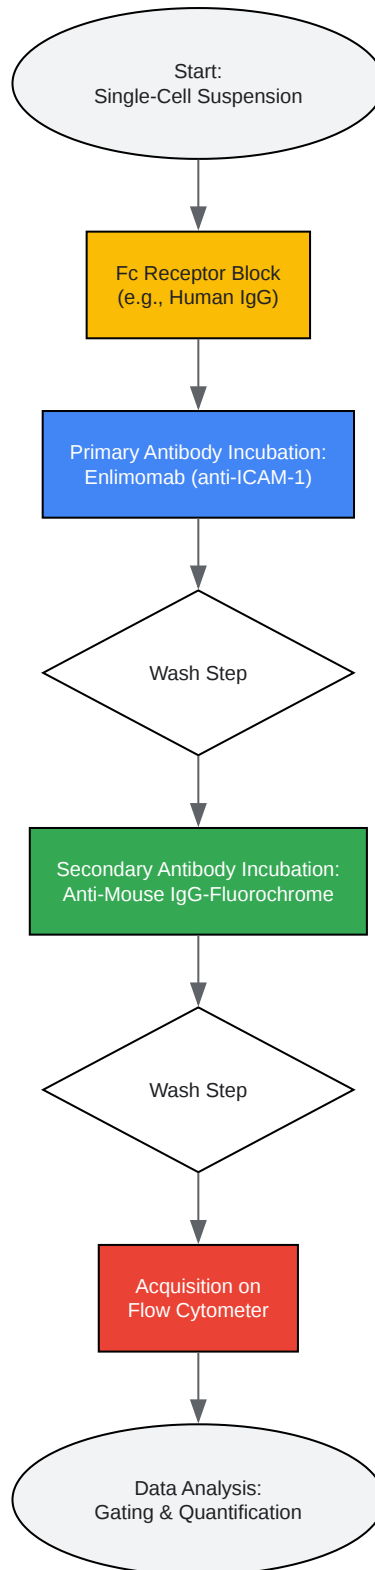 Start:
Single-Cell Suspension
Fc Receptor Block
(e.g., Human IgG)
Primary Antibody Incubation:
Enlimomab (anti-ICAM-1)
Wash Step
Secondary Antibody Incubation:
Anti-Mouse IgG-Fluorochrome
Wash Step
Acquisition on
Flow Cytometer
Data Analysis:
Gating & Quantification